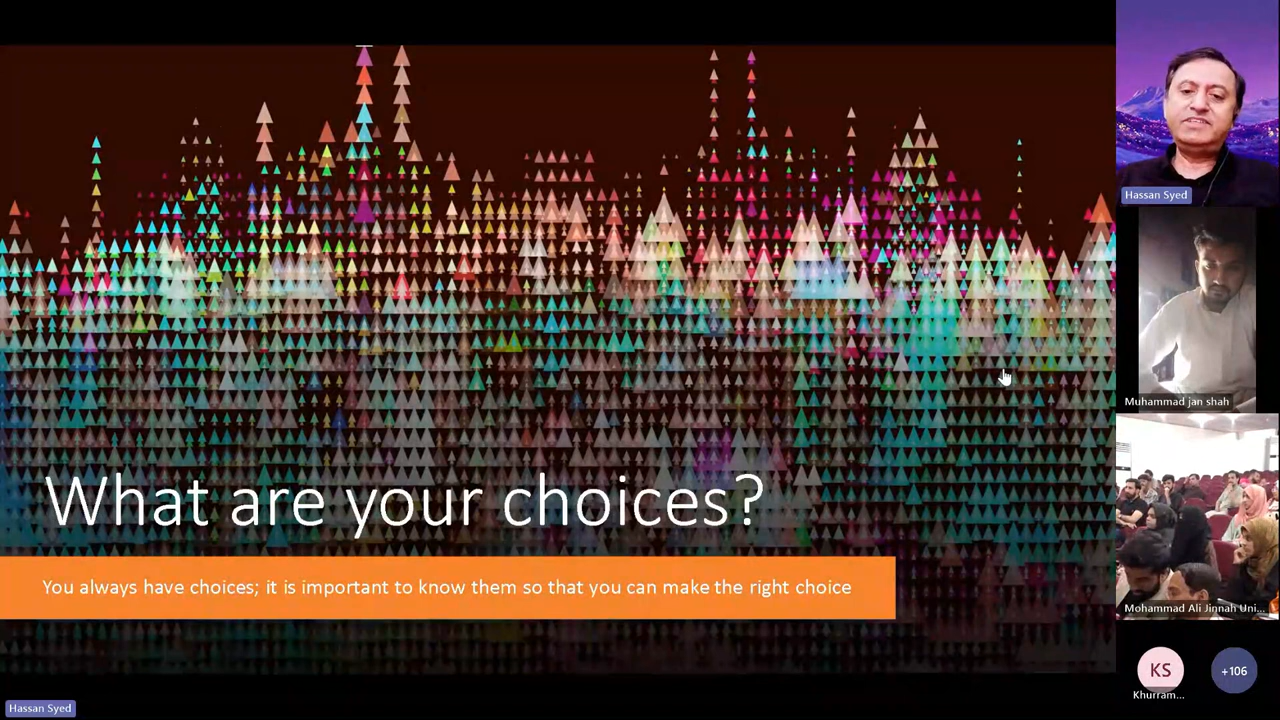 What are your choices?
You always have choices; it is important to know them so that you can make the right choice
Hassan Syed
Hassan Syed
Muhammad jan shah
Mohammad Ali Jinnah Uni...
KS
Khurram...
+106